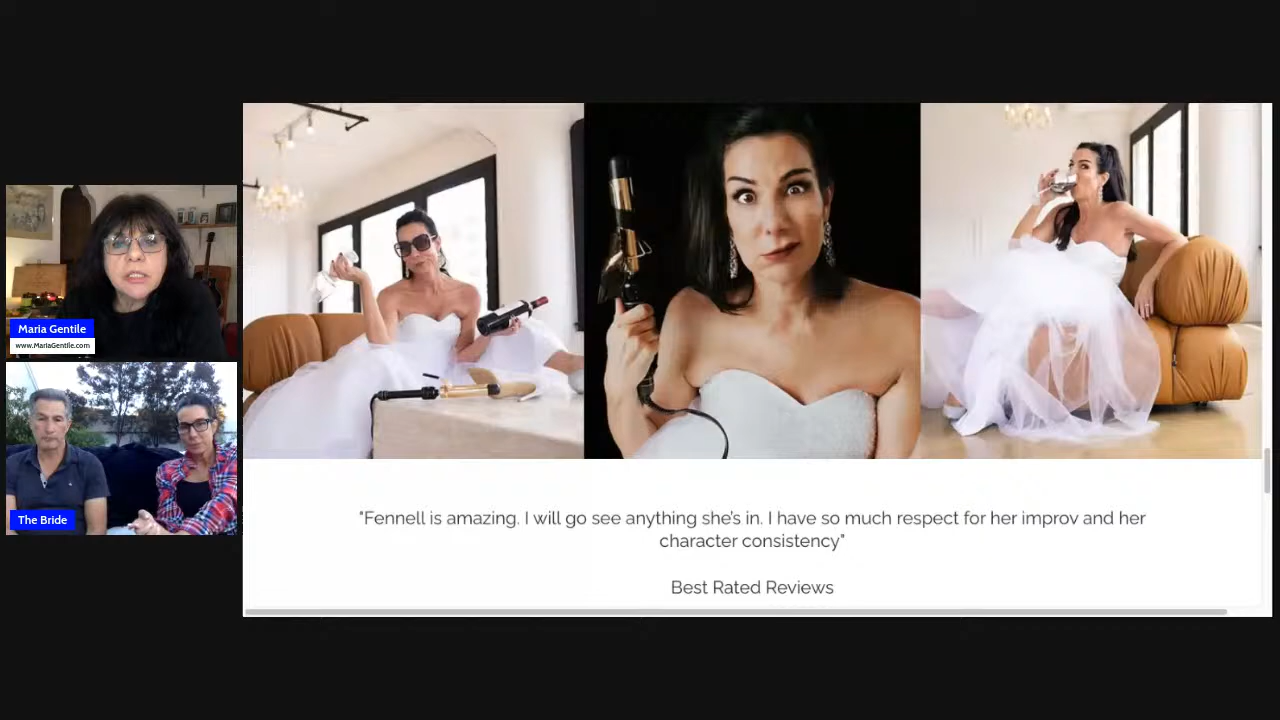 Maria Gentile
www.MariaGentile.com
The Bride
"Fennell is amazing. I will go see anything she's in. I have so much respect for her improv and her
character consistency"
Best Rated Reviews